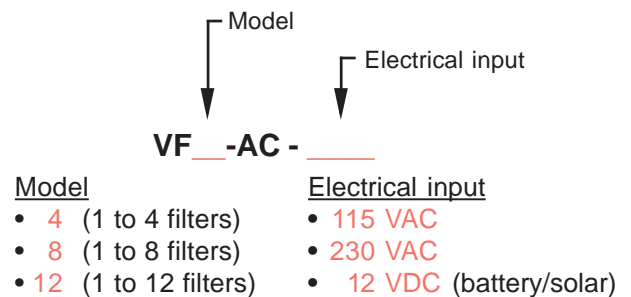 Model
Electrical input
VF__-AC - ____
Model
• 4 (1 to 4 filters)
• 8 (1 to 8 filters)
• 12 (1 to 12 filters)
Electrical input
• 115 VAC
• 230 VAC
• 12 VDC (battery/solar)